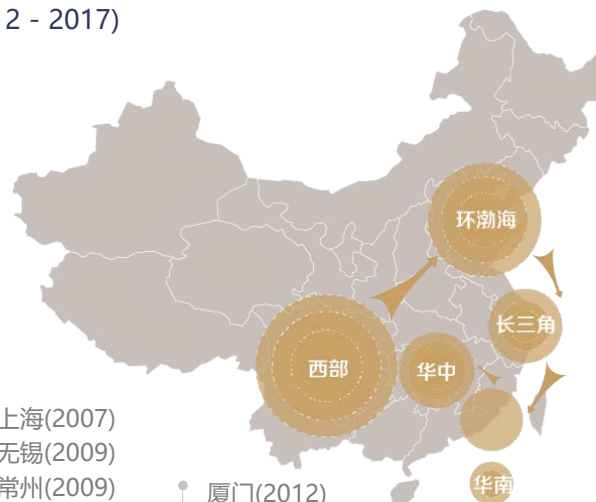 2 - 2017)
环渤海
长三角
西部
华中
华南
上海(2007)
无锡(2009)
常州(2009)
厦门(2012)